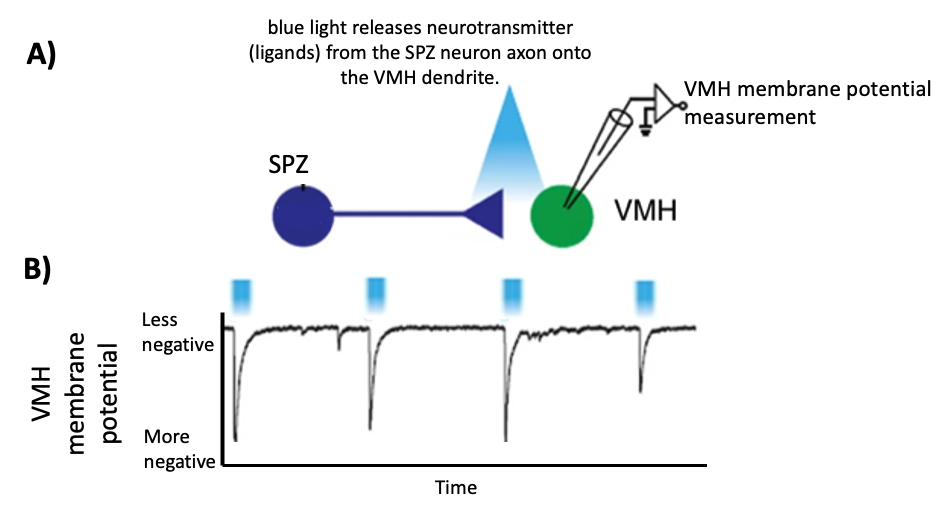 A)
blue light releases neurotransmitter
(ligands) from the SPZ neuron axon onto
the VMH dendrite.
VMH membrane potential
measurement
SPZ
VMH
B)
Less
negative
VMH
membrane
potential
More
negative
Time